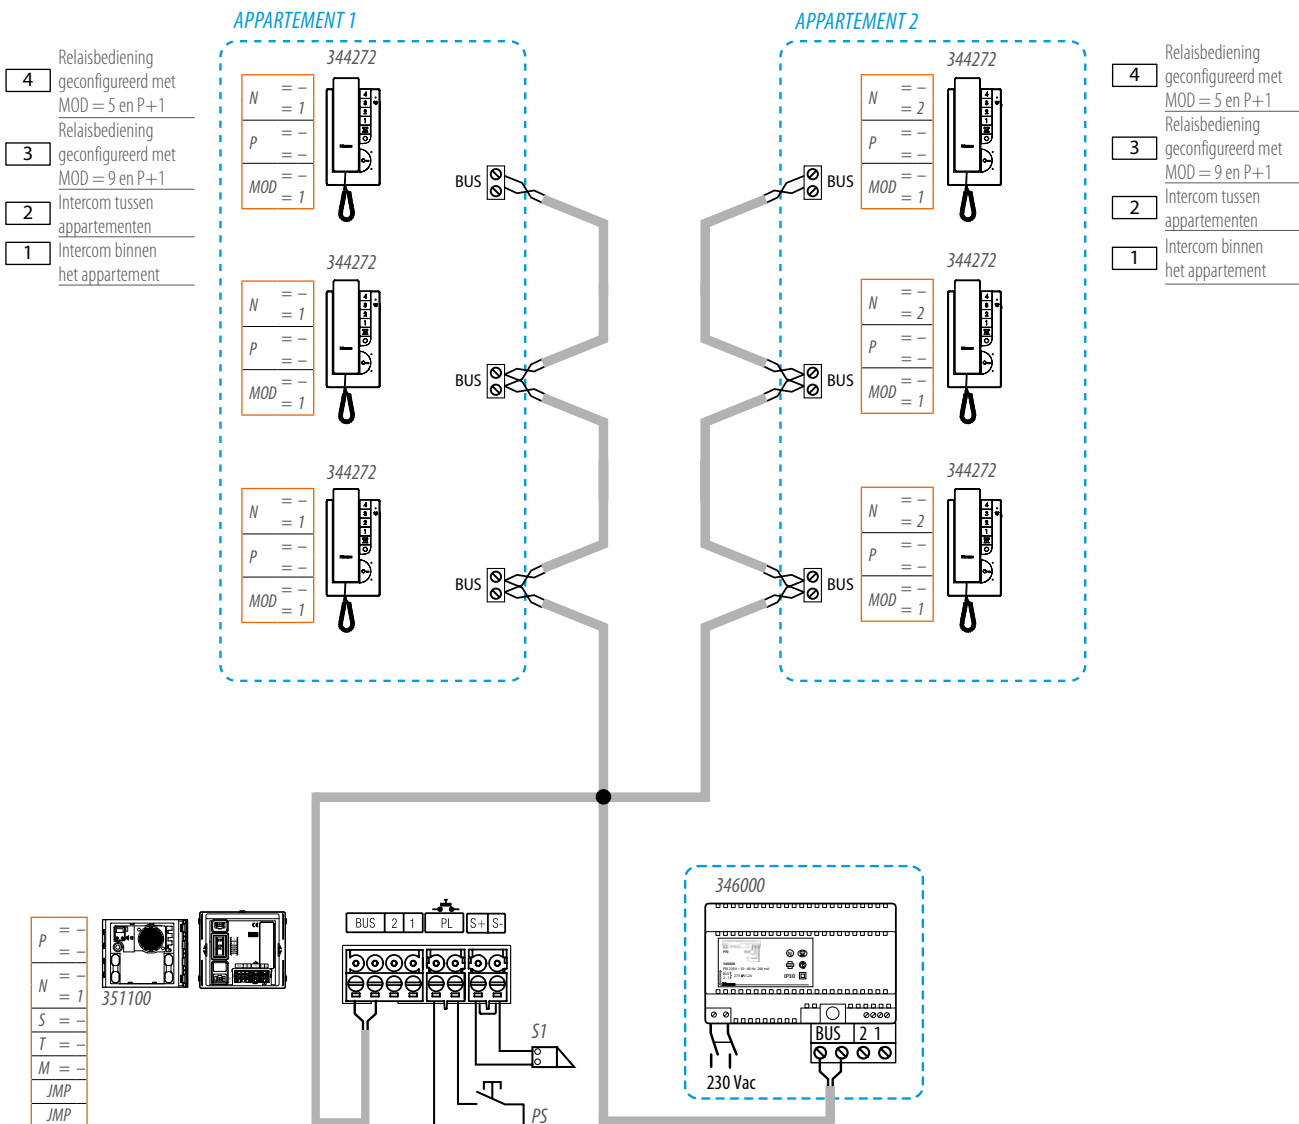 APPARTEMENT 1
APPARTEMENT 2
4
Relaisbediening
geconfigureerd met
MOD = 5 en P+1
3
Relaisbediening
geconfigureerd met
MOD = 9 en P+1
2
Intercom tussen
appartementen
1
Intercom binnen
het appartement
344272
N = –
= 1
P = –
= –
MOD = –
= 1
BUS
344272
N = –
= 1
P = –
= –
MOD = –
= 1
BUS
344272
N = –
= 1
P = –
= –
MOD = –
= 1
BUS
344272
N = –
= 2
P = –
= –
MOD = –
= 1
BUS
344272
N = –
= 2
P = –
= –
MOD = –
= 1
BUS
344272
N = –
= 2
P = –
= –
MOD = –
= 1
BUS
4
Relaisbediening
geconfigureerd met
MOD = 5 en P+1
3
Relaisbediening
geconfigureerd met
MOD = 9 en P+1
2
Intercom tussen
appartementen
1
Intercom binnen
het appartement
P = –
= –
N = –
= 1
S = –
T = –
M = –
JMP
JMP
351100
BUS 2 1 PL S+ S-
S1
PS
346000
346000
IP30
BUS 2 1
230 Vac